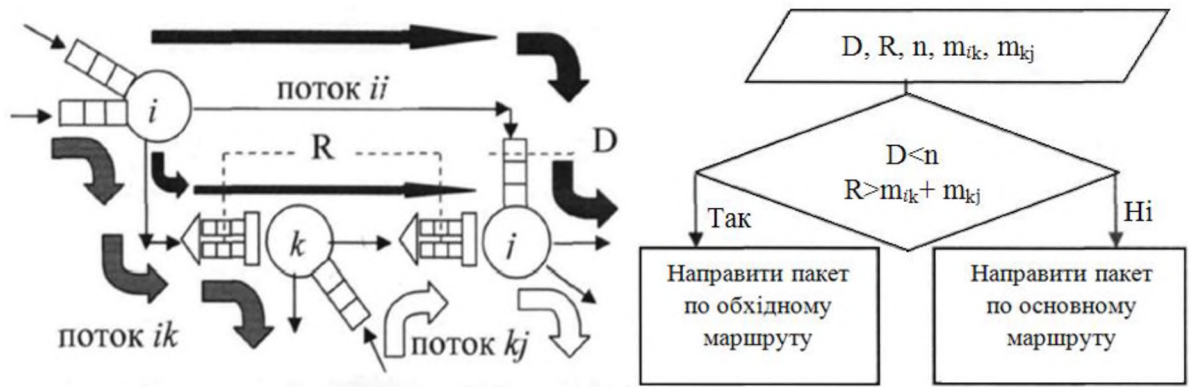 i
поток ii
R
D
k
j
поток ik
поток kj
D, R, n, mik, mkj
D<n
R>mik+ mkj
Так
Ні
Направити пакет
по обхідному
маршруту
Направити пакет
по основному
маршруту